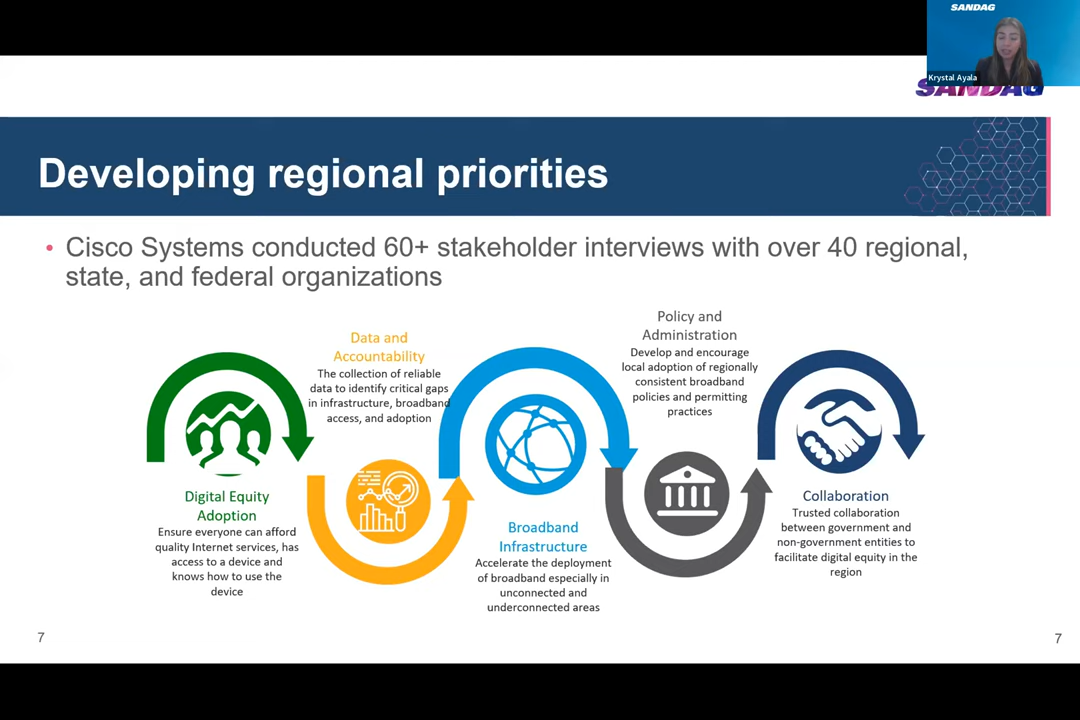 SANDAG
Krystal Ayala
SANDAG
Developing regional priorities
• Cisco Systems conducted 60+ stakeholder interviews with over 40 regional,
state, and federal organizations
Digital Equity
Adoption
Ensure everyone can afford
quality Internet services, has
access to a device and
knows how to use the
device
Data and
Accountability
The collection of reliable
data to identify critical gaps
in infrastructure, broadband
access, and adoption
Broadband
Infrastructure
Accelerate the deployment
of broadband especially in
unconnected and
underconnected areas
Policy and
Administration
Develop and encourage
local adoption of regionally
consistent broadband
policies and permitting
practices
Collaboration
Trusted collaboration
between government and
non-government entities to
facilitate digital equity in the
region
7
7